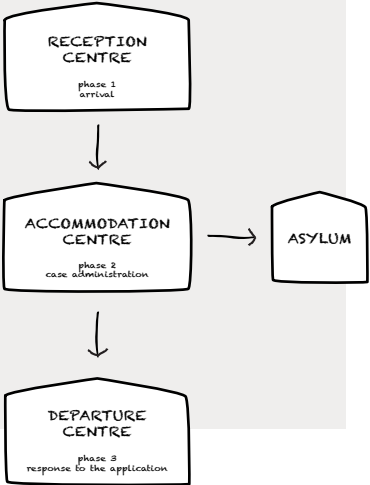 RECEPTION
CENTRE
phase 1
arrival
ACCOMMODATION
CENTRE
phase 2
case administration
ASYLUM
DEPARTURE
CENTRE
phase 3
response to the application